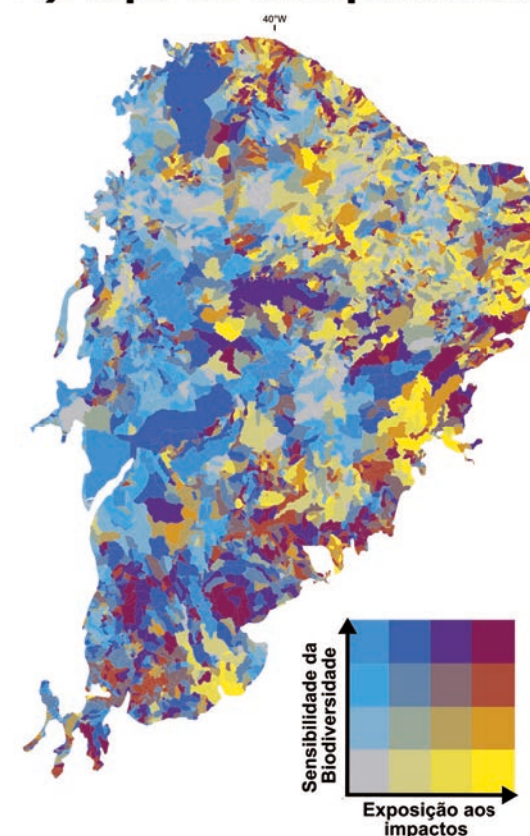 40°W
Sensibilidade da
Biodiversidade
Exposição aos
impactos